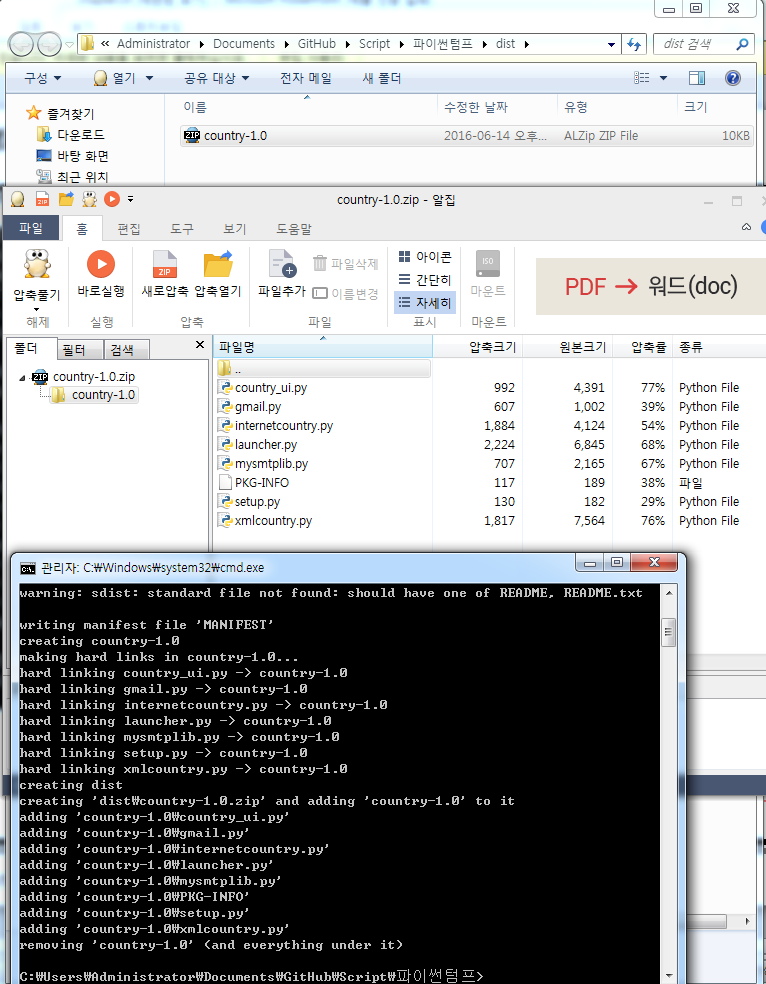 « Administrator ▸ Documents ▸ GitHub ▸ Script ▸ 파이썬텀프 ▸ dist ▸
dist 검색
구성 열기 공유 대상 전자 메일 새 폴더
즐겨찾기
다운로드
바탕 화면
최근 위치
이름 수정한 날짜 유형 크기
country-1.0 2016-06-14 오후... ALZip ZIP File 10KB
country-1.0.zip - 알집
파일 홈 편집 도구 보기 도움말
압축풀기 바로실행 새로압축 압축열기 파일추가 파일삭제 이름변경
아이콘
간단히
자세히
마운트
해제 실행 압축 파일 표시 마운트
PDF → 워드(doc)
폴더 필터 검색
country-1.0.zip
country-1.0
파일명 압축크기 원본크기 압축률 종류
..
country_ui.py 992 4,391 77% Python File
gmail.py 607 1,002 39% Python File
internetcountry.py 1,884 4,124 54% Python File
launcher.py 2,224 6,845 68% Python File
mysmtplib.py 707 2,165 67% Python File
PKG-INFO 117 189 38% 파일
setup.py 130 182 29% Python File
xmlcountry.py 1,817 7,564 76% Python File
관리자: C:₩Windows₩system32₩cmd.exe
warning: sdist: standard file not found: should have one of README, README.txt
writing manifest file 'MANIFEST'
creating country-1.0
making hard links in country-1.0...
hard linking country_ui.py -> country-1.0
hard linking gmail.py -> country-1.0
hard linking internetcountry.py -> country-1.0
hard linking launcher.py -> country-1.0
hard linking mysmtplib.py -> country-1.0
hard linking setup.py -> country-1.0
hard linking xmlcountry.py -> country-1.0
creating dist
creating 'dist₩country-1.0.zip' and adding 'country-1.0' to it
adding 'country-1.0₩country_ui.py'
adding 'country-1.0₩gmail.py'
adding 'country-1.0₩internetcountry.py'
adding 'country-1.0₩launcher.py'
adding 'country-1.0₩mysmtplib.py'
adding 'country-1.0₩PKG-INFO'
adding 'country-1.0₩setup.py'
adding 'country-1.0₩xmlcountry.py'
removing 'country-1.0' (and everything under it)
C:₩Users₩Administrator₩Documents₩GitHub₩Script₩파이썬텀프>